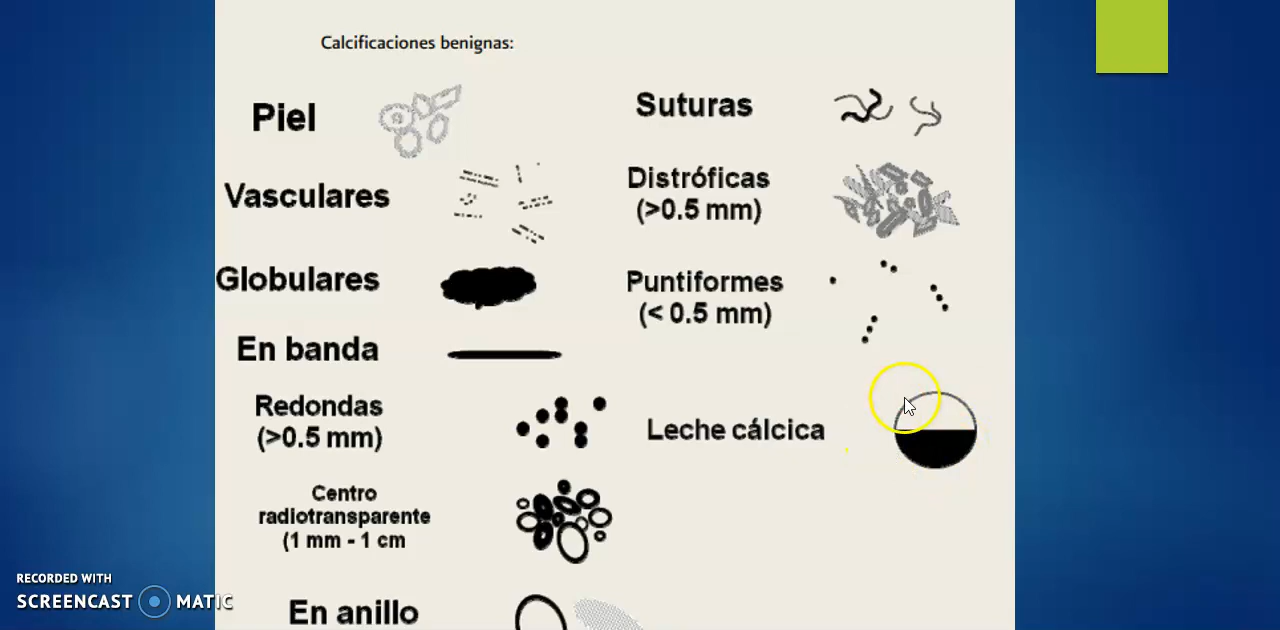 Calcificaciones benignas:
Piel
Vasculares
Globulares
En banda
Redondas
(>0.5 mm)
Centro
radiotransparente
(1 mm - 1 cm
En anillo
Suturas
Distróficas
(>0.5 mm)
Puntiformes
(< 0.5 mm)
Leche cálcica
RECORDED WITH
SCREENCAST MATIC